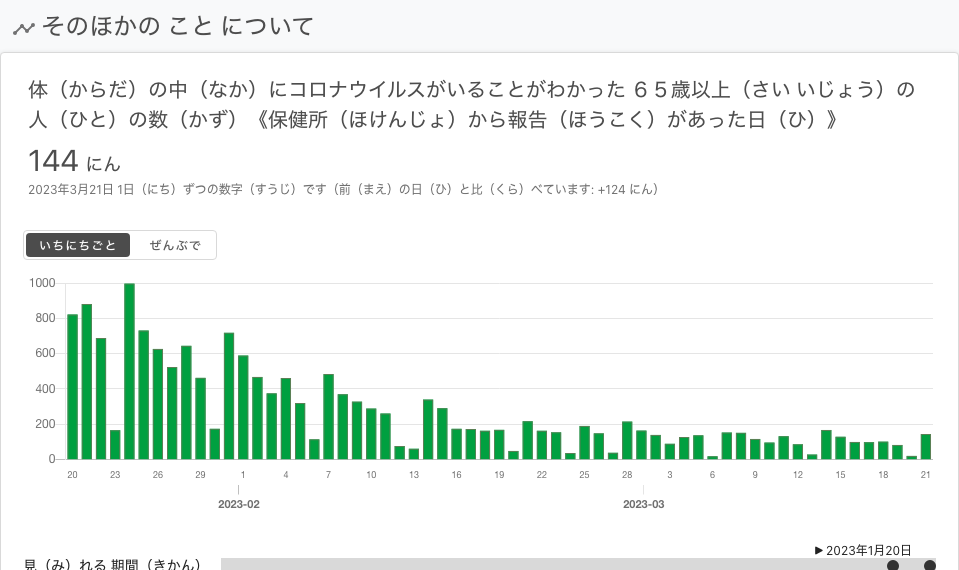 そのほかの こと について
体（からだ）の中（なか）にコロナウイルスがいることがわかった ６５歳以上（さい いじょう）の
人（ひと）の数（かず）《保健所（ほけんじょ）から報告（ほうこく）があった日（ひ）》
144 にん
2023年3月21日 1日（にち）ずつの数字（すうじ）です（前（まえ）の日（ひ）と比（くら）べています: +124 にん）
いちにちごと ぜんぶで
1000
800
600
400
200
0
20 23 26 29 1 4 7 10 13 16 19 22 25 28 3 6 9 12 15 18 21
2023-02 2023-03
▶ 2023年1月20日
見（み）れる 期間（きかん）